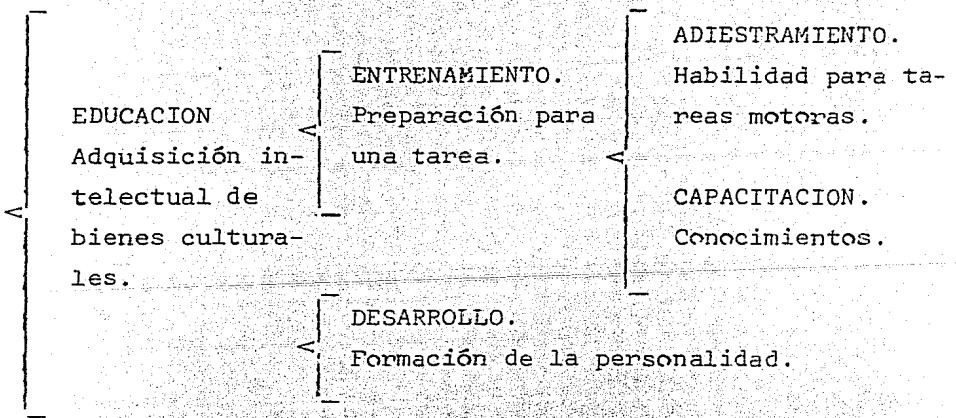 EDUCACION
Adquisición in-
telectual de
bienes cultura-
les.
ENTRENAMIENTO.
Preparación para
una tarea.
ADIESTRAMIENTO.
Habilidad para ta-
reas motoras.
CAPACITACION.
Conocimientos.
DESARROLLO.
Formación de la personalidad.